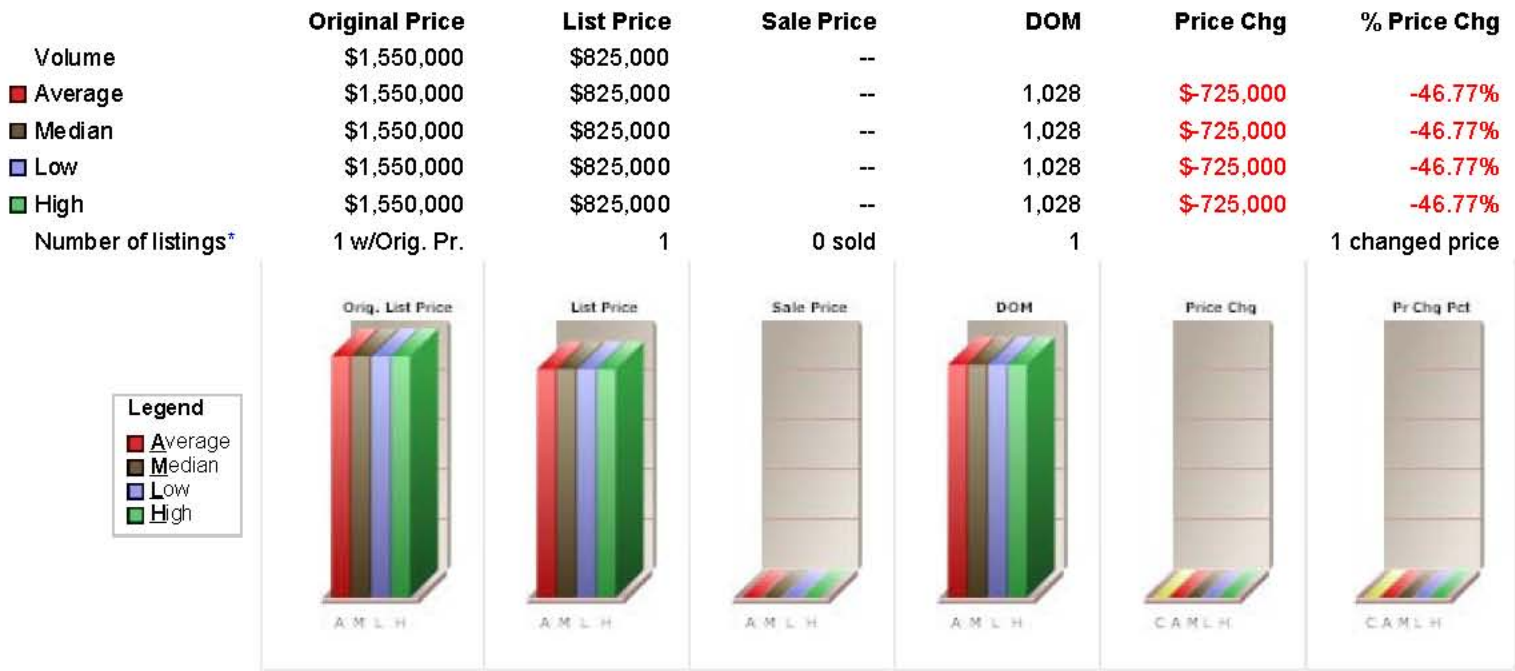 Original Price List Price Sale Price DOM Price Chg % Price Chg
Volume $1,550,000 $825,000 --
Average $1,550,000 $825,000 -- 1,028 $-725,000 -46.77%
Median $1,550,000 $825,000 -- 1,028 $-725,000 -46.77%
Low $1,550,000 $825,000 -- 1,028 $-725,000 -46.77%
High $1,550,000 $825,000 -- 1,028 $-725,000 -46.77%
Number of listings* 1 w/Orig. Pr. 1 0 sold 1 1 changed price
Orig. List Price List Price Sale Price DOM Price Chg Pr Chg Pct
Legend
Average
Median
Low
High
A M L H A M L H A M L H A M L H C A M L H C A M L H